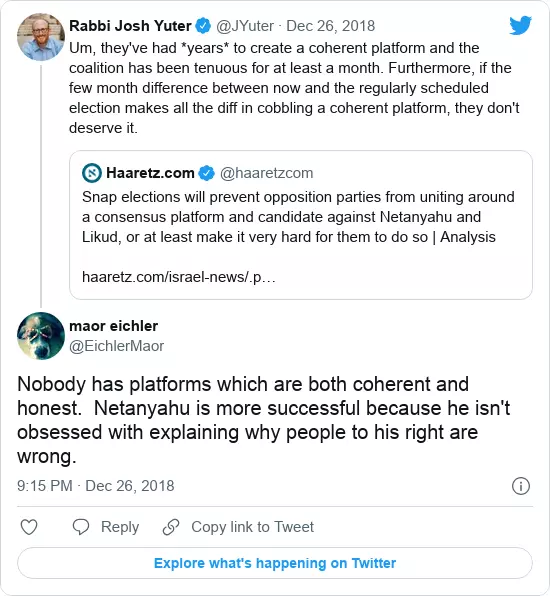 Rabbi Josh Yuter @JYuter · Dec 26, 2018
Um, they've had *years* to create a coherent platform and the
coalition has been tenuous for at least a month. Furthermore, if the
few month difference between now and the regularly scheduled
election makes all the diff in cobbling a coherent platform, they don't
deserve it.
Haaretz.com @haaretzcom
Snap elections will prevent opposition parties from uniting around
a consensus platform and candidate against Netanyahu and
Likud, or at least make it very hard for them to do so | Analysis
haaretz.com/israel-news/.p…
maor eichler
@EichlerMaor
Nobody has platforms which are both coherent and
honest.  Netanyahu is more successful because he isn't
obsessed with explaining why people to his right are
wrong.
9:15 PM · Dec 26, 2018
Reply Copy link to Tweet
Explore what's happening on Twitter